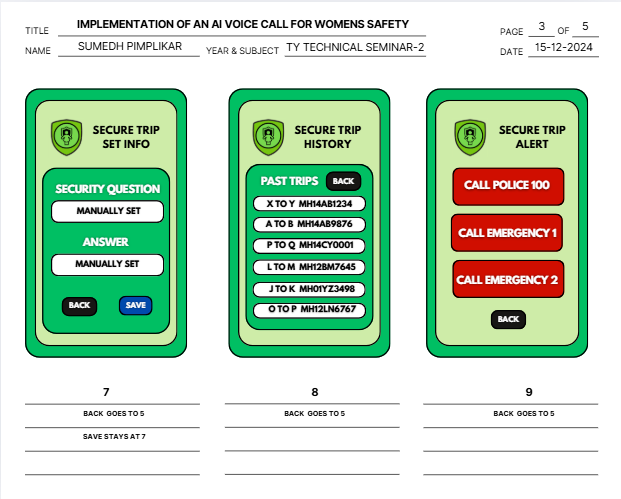 TITLE IMPLEMENTATION OF AN AI VOICE CALL FOR WOMENS SAFETY PAGE 3 OF 5
NAME SUMEDH PIMPLIKAR YEAR & SUBJECT TY TECHNICAL SEMINAR-2 DATE 15-12-2024
SECURE TRIP
SET INFO
SECURITY QUESTION
MANUALLY SET
ANSWER
MANUALLY SET
BACK SAVE
SECURE TRIP
HISTORY
PAST TRIPS BACK
X TO Y MH14AB1234
A TO B MH14AB9876
P TO Q MH14CY0001
L TO M MH12BM7645
J TO K MH01YZ3498
O TO P MH12LN6767
SECURE TRIP
ALERT
CALL POLICE 100
CALL EMERGENCY 1
CALL EMERGENCY 2
BACK
7
BACK GOES TO 5
SAVE STAYS AT 7
8
BACK GOES TO 5
9
BACK GOES TO 5